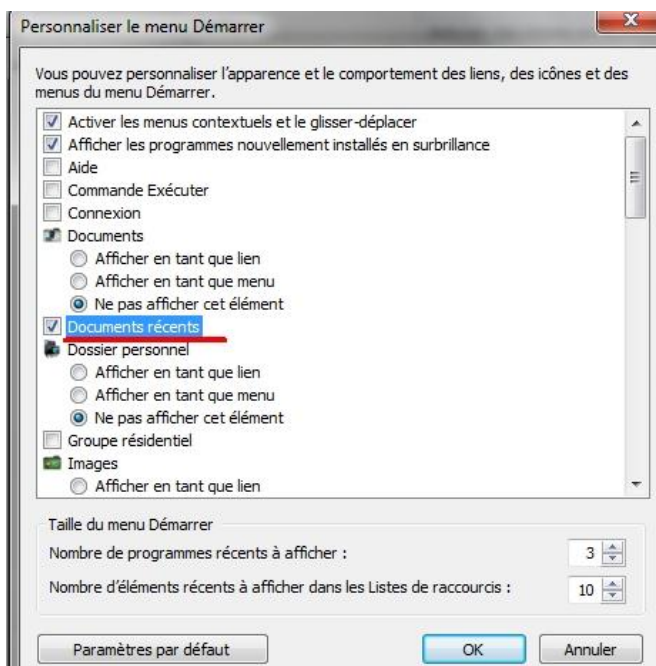 Personnaliser le menu Démarrer
Vous pouvez personnaliser l'apparence et le comportement des liens, des icônes et des
menus du menu Démarrer.
Activer les menus contextuels et le glisser-déplacer
Afficher les programmes nouvellement installés en surbrillance
Aide
Commande Exécuter
Connexion
Documents
Afficher en tant que lien
Afficher en tant que menu
Ne pas afficher cet élément
Documents récents
Dossier personnel
Afficher en tant que lien
Afficher en tant que menu
Ne pas afficher cet élément
Groupe résidentiel
Images
Afficher en tant que lien
Taille du menu Démarrer
Nombre de programmes récents à afficher : 3
Nombre d'éléments récents à afficher dans les Listes de raccourcis : 10
Paramètres par défaut OK Annuler